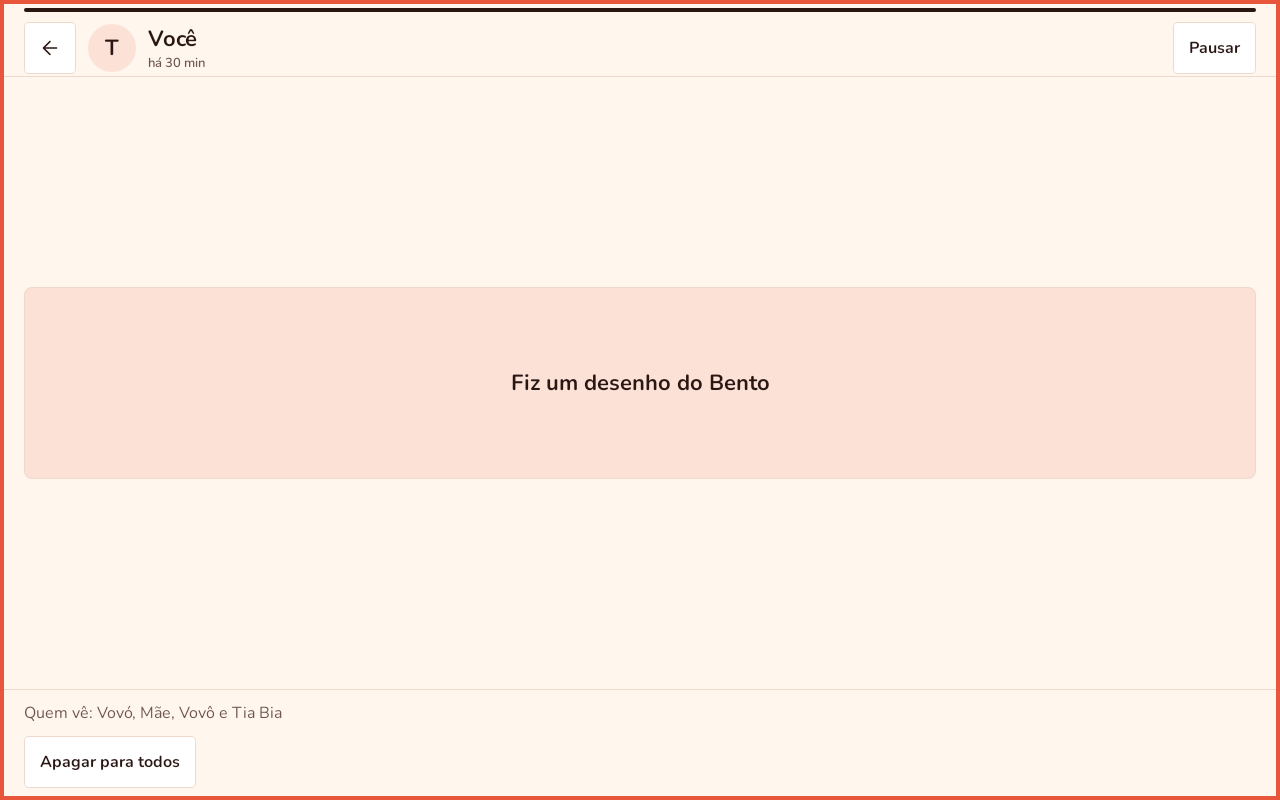 T
Você
há 30 min
Pausar
Fiz um desenho do Bento
Quem vê: Vovó, Mãe, Vovô e Tia Bia
Apagar para todos